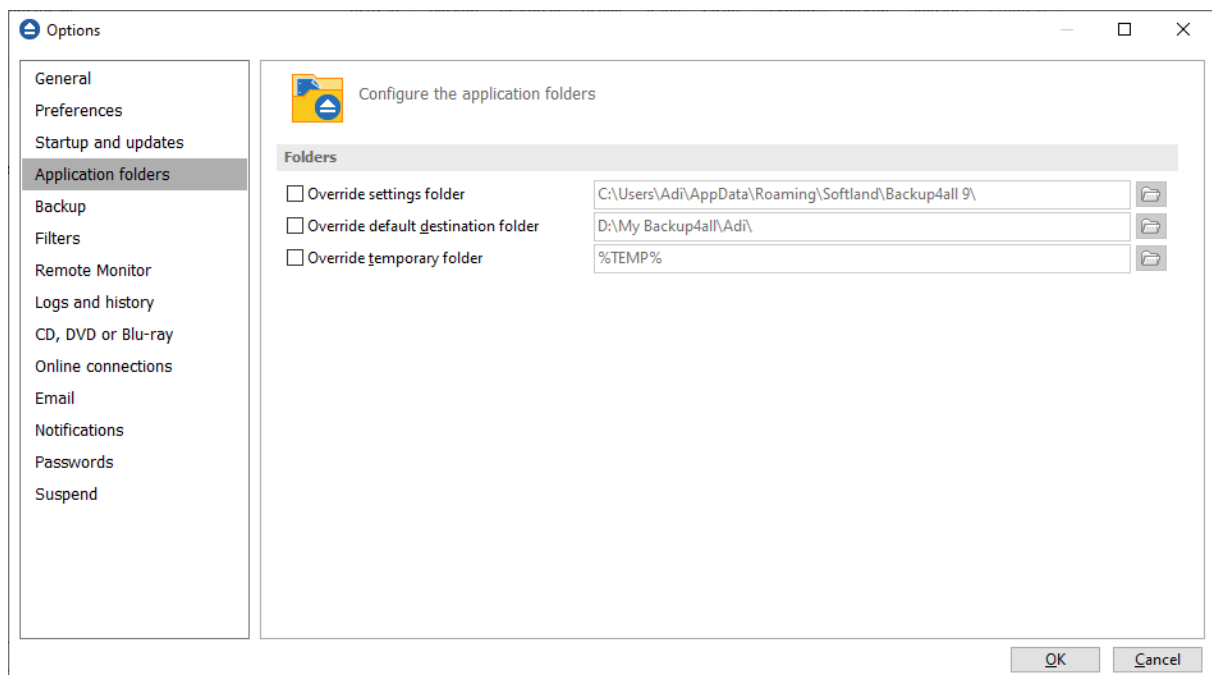 Options
General
Preferences
Startup and updates
Application folders
Backup
Filters
Remote Monitor
Logs and history
CD, DVD or Blu-ray
Online connections
Email
Notifications
Passwords
Suspend
Configure the application folders
Folders
Override settings folder C:\Users\Adi\AppData\Roaming\Softland\Backup4all 9\
Override default destination folder D:\My Backup4all\Adi\
Override temporary folder %TEMP%
OK Cancel